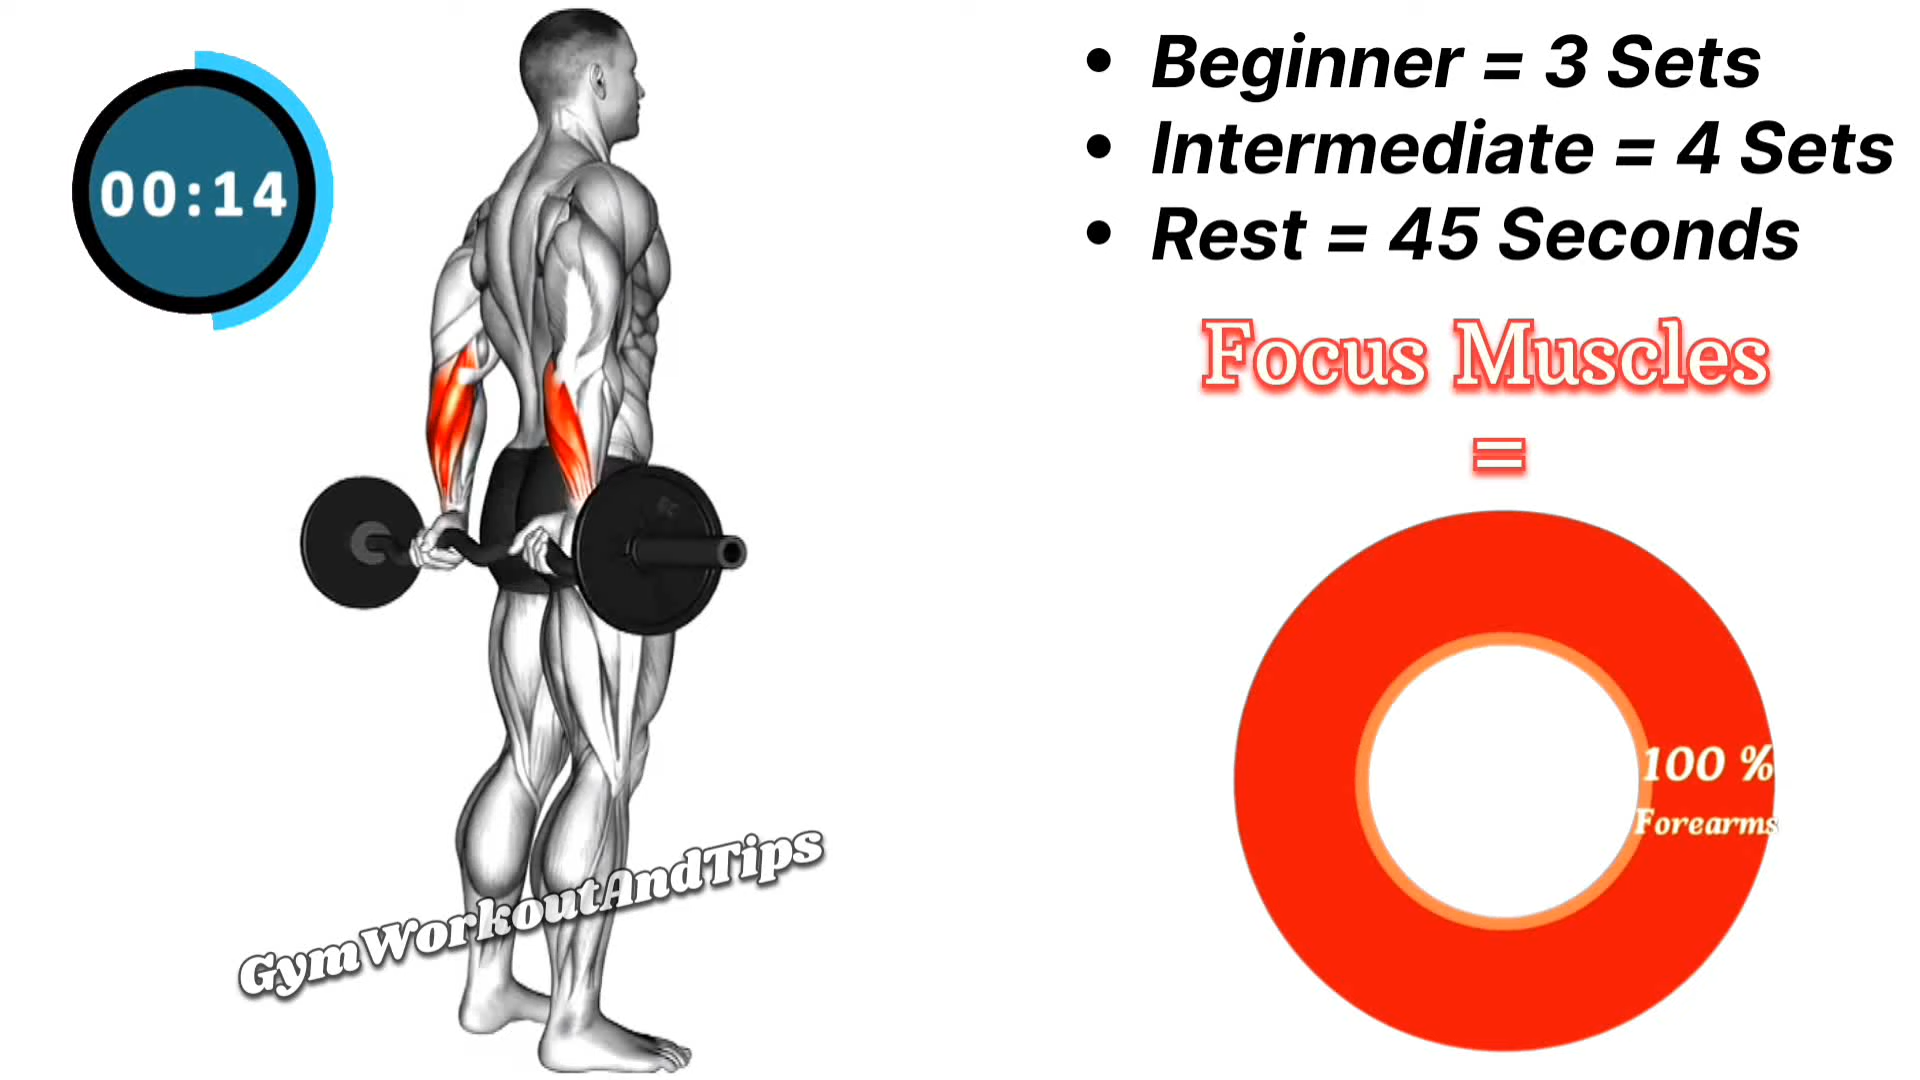 00:14
• Beginner = 3 Sets
• Intermediate = 4 Sets
• Rest = 45 Seconds
Focus Muscles
=
100 %
Forearms
GymWorkoutAndTips